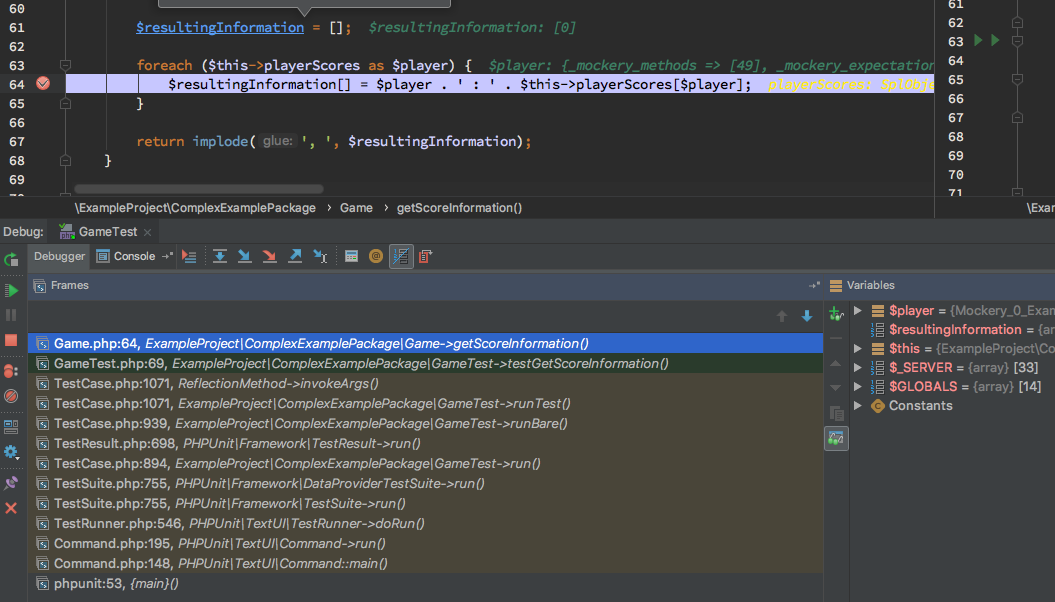 60
61 $resultingInformation = []; $resultingInformation: [0]
62
63 foreach ($this->playerScores as $player) { $player: {_mockery_methods => [49], _mockery_expectation
64 $resultingInformation[] = $player . ' : ' . $this->playerScores[$player]; playerScores: SplObje
65 }
66
67 return implode( glue: ', ', $resultingInformation);
68 }
69
61
62
63
64
65
66
67
68
69
70
71
\ExampleProject\ComplexExamplePackage › Game › getScoreInformation()
\Exar
Debug: GameTest
Debugger Console
Frames
Variables
Game.php:64, ExampleProject\ComplexExamplePackage\Game->getScoreInformation()
GameTest.php:69, ExampleProject\ComplexExamplePackage\GameTest->testGetScoreInformation()
TestCase.php:1071, ReflectionMethod->invokeArgs()
TestCase.php:1071, ExampleProject\ComplexExamplePackage\GameTest->runTest()
TestCase.php:939, ExampleProject\ComplexExamplePackage\GameTest->runBare()
TestResult.php:698, PHPUnit\Framework\TestResult->run()
TestCase.php:894, ExampleProject\ComplexExamplePackage\GameTest->run()
TestSuite.php:755, PHPUnit\Framework\DataProviderTestSuite->run()
TestSuite.php:755, PHPUnit\Framework\TestSuite->run()
TestRunner.php:546, PHPUnit\TextUI\TestRunner->doRun()
Command.php:195, PHPUnit\TextUI\Command->run()
Command.php:148, PHPUnit\TextUI\Command::main()
phpunit:53, {main}()
$player = {Mockery_0_Exam
$resultingInformation = {ar
$this = {ExampleProject\Co
$_SERVER = {array} [33]
$GLOBALS = {array} [14]
Constants